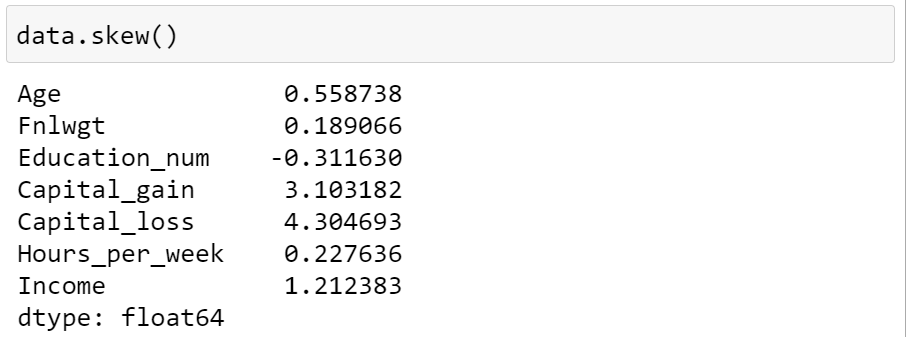 data.skew()
Age 0.558738
Fnlwgt 0.189066
Education_num -0.311630
Capital_gain 3.103182
Capital_loss 4.304693
Hours_per_week 0.227636
Income 1.212383
dtype: float64